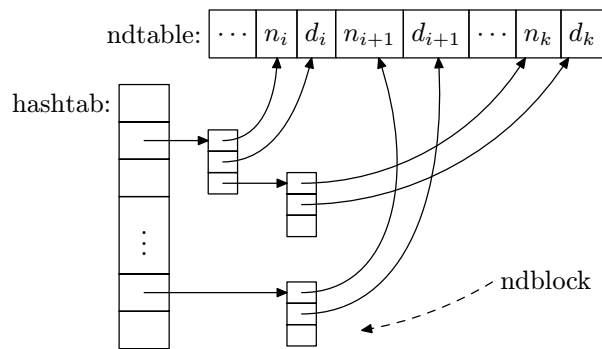 ndtable: ⋯ nᵢ dᵢ nᵢ₊₁ dᵢ₊₁ ⋯ nₖ dₖ
hashtab:
⋮
ndblock